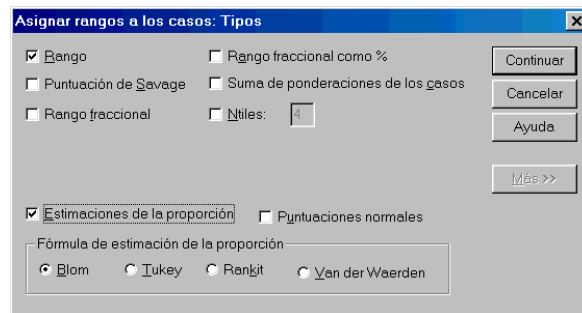 Asignar rangos a los casos: Tipos
Rango
Rango fraccional como %
Continuar
Puntuación de Savage
Suma de ponderaciones de los casos
Cancelar
Rango fraccional
Ntiles: 4
Ayuda
Más >>
Estimaciones de la proporción
Puntuaciones normales
Fórmula de estimación de la proporción
Blom
Tukey
Rankit
Van der Waerden